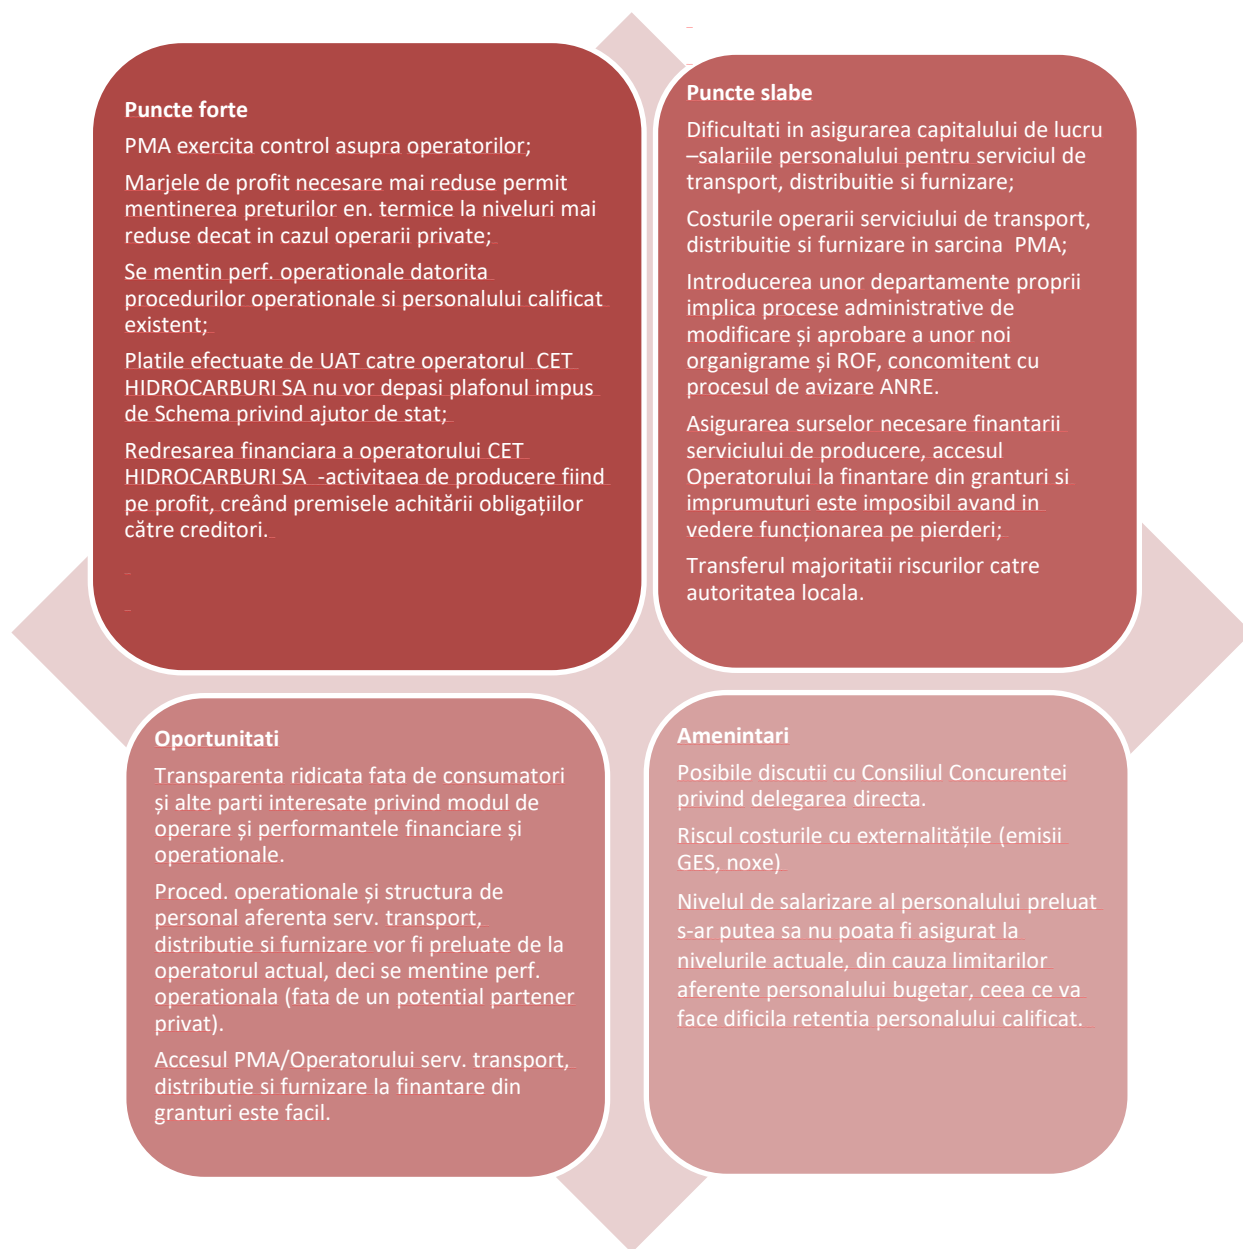 Puncte forte
PMA exercita control asupra operatorilor;
Marjele de profit necesare mai reduse permit
mentinerea preturilor en. termice la niveluri mai
reduse decat in cazul operarii private;
Se mentin perf. operationale datorita
procedurilor operationale si personalului calificat
existent;
Platile efectuate de UAT catre operatorul CET
HIDROCARBURI SA nu vor depasi plafonul impus
de Schema privind ajutor de stat;
Redresarea financiara a operatorului CET
HIDROCARBURI SA -activitaea de producere fiind
pe profit, creând premisele achitării obligațiilor
către creditori.
Puncte slabe
Dificultati in asigurarea capitalului de lucru
–salariile personalului pentru serviciul de
transport, distribuitie si furnizare;
Costurile operarii serviciului de transport,
distribuitie si furnizare in sarcina PMA;
Introducerea unor departamente proprii
implica procese administrative de
modificare și aprobare a unor noi
organigrame și ROF, concomitent cu
procesul de avizare ANRE.
Asigurarea surselor necesare finantarii
serviciului de producere, accesul
Operatorului la finantare din granturi si
imprumuturi este imposibil avand in
vedere funcționarea pe pierderi;
Transferul majoritatii riscurilor catre
autoritatea locala.
Oportunitati
Transparenta ridicata fata de consumatori
și alte parti interesate privind modul de
operare și performantele financiare și
operationale.
Proced. operationale și structura de
personal aferenta serv. transport,
distributie si furnizare vor fi preluate de la
operatorul actual, deci se mentine perf.
operationala (fata de un potential partener
privat).
Accesul PMA/Operatorului serv. transport,
distributie si furnizare la finantare din
granturi este facil.
Amenintari
Posibile discutii cu Consiliul Concurentei
privind delegarea directa.
Riscul costurile cu externalitățile (emisii
GES, noxe)
Nivelul de salarizare al personalului preluat
s-ar putea sa nu poata fi asigurat la
nivelurile actuale, din cauza limitarilor
aferente personalului bugetar, ceea ce va
face dificila retentia personalului calificat.